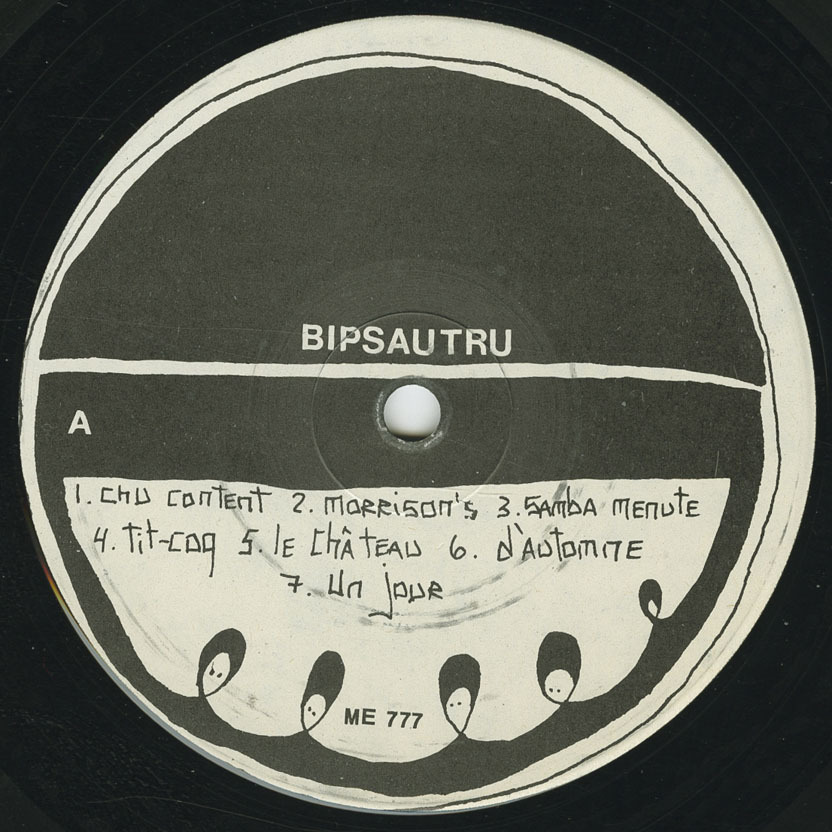 BIPSAUTRU
A
1. chu content 2. morrison's 3. samba menute
4. tit-coq 5. le château 6. d'automne
7. un jour
ME 777